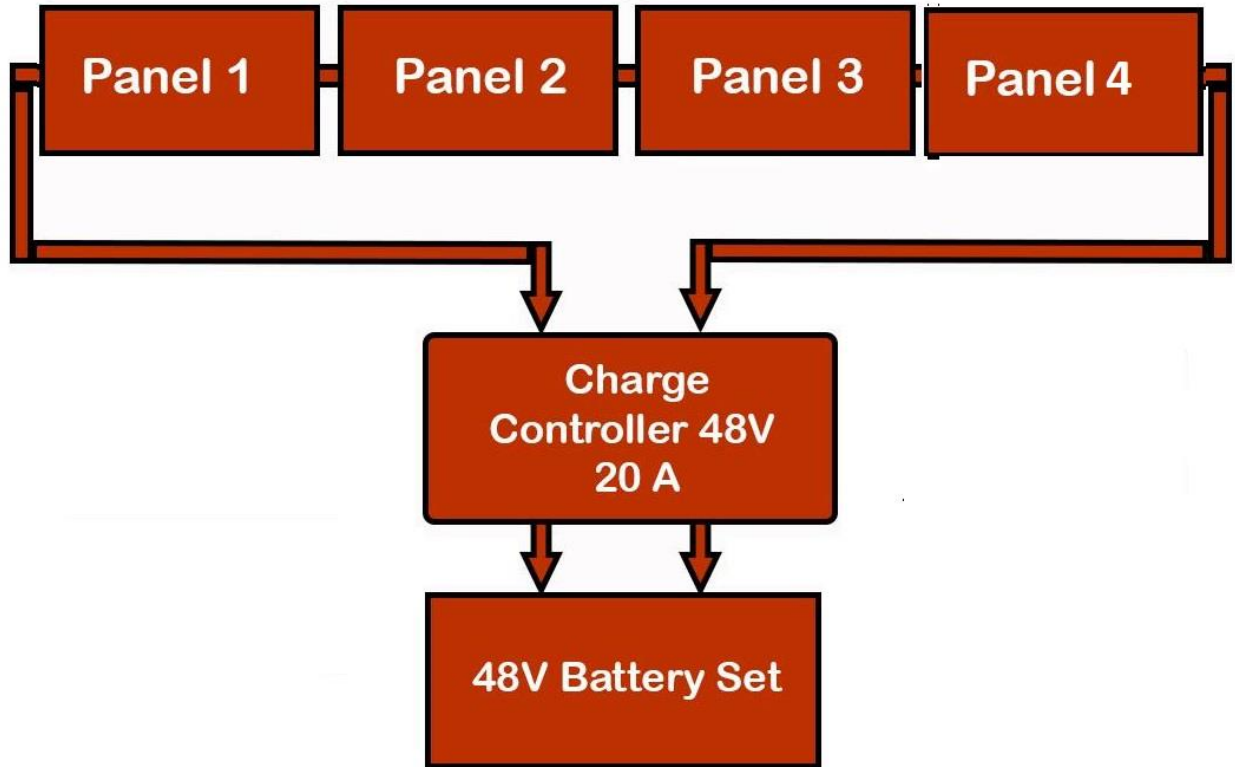 Panel 1
Panel 2
Panel 3
Panel 4
Charge
Controller 48V
20 A
48V Battery Set